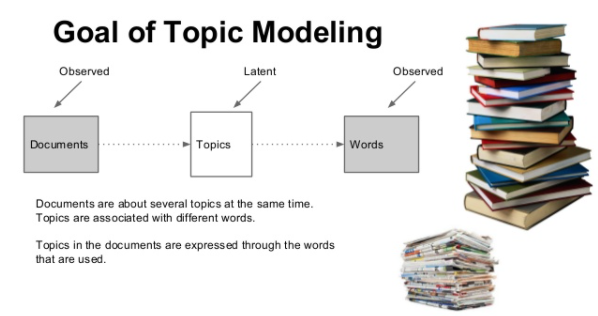 Goal of Topic Modeling
Observed
Latent
Observed
Documents
Topics
Words
Documents are about several topics at the same time.
Topics are associated with different words.
Topics in the documents are expressed through the words
that are used.